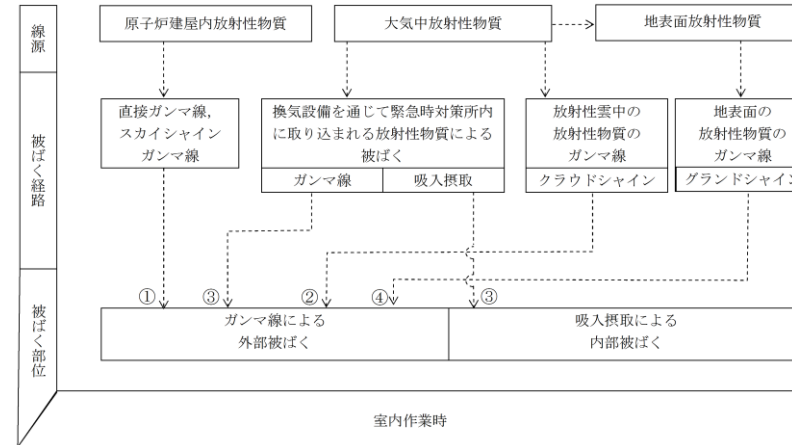 線源
原子炉建屋内放射性物質
大気中放射性物質
地表面放射性物質
被ばく経路
直接ガンマ線,
スカイシャイン
ガンマ線
換気設備を通じて緊急時対策所内
に取り込まれる放射性物質による
被ばく
ガンマ線
吸入摂取
放射性雲中の
放射性物質の
ガンマ線
クラウドシャイン
地表面の
放射性物質の
ガンマ線
グランドシャイン
被ばく部位
①
③
②
④
③
ガンマ線による
外部被ばく
吸入摂取による
内部被ばく
室内作業時